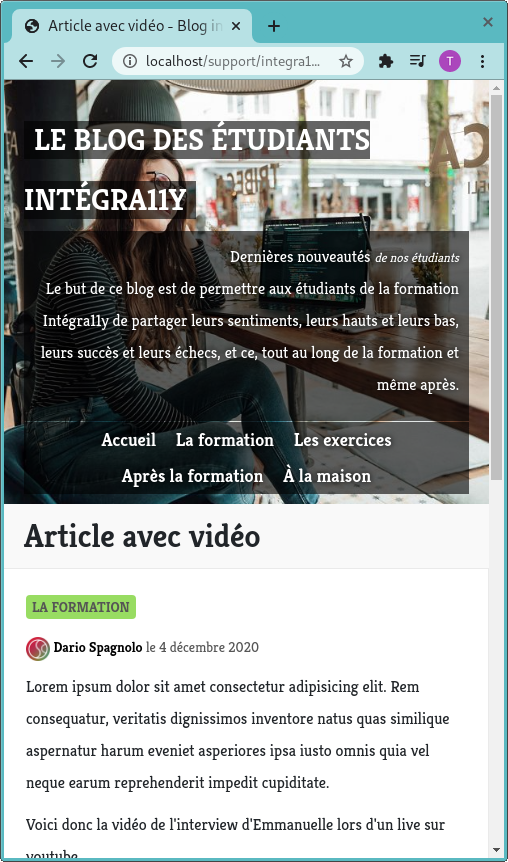 Article avec vidéo - Blog in
localhost/support/integra1...
T
LE BLOG DES ÉTUDIANTS
INTÉGRA11Y
Dernières nouveautés de nos étudiants
Le but de ce blog est de permettre aux étudiants de la formation
Intégra11y de partager leurs sentiments, leurs hauts et leurs bas,
leurs succès et leurs échecs, et ce, tout au long de la formation et
même après.
Accueil La formation Les exercices
Après la formation À la maison
Article avec vidéo
LA FORMATION
Dario Spagnolo le 4 décembre 2020
Lorem ipsum dolor sit amet consectetur adipisicing elit. Rem
consequatur, veritatis dignissimos inventore natus quas similique
aspernatur harum eveniet asperiores ipsa iusto omnis quia vel
neque earum reprehenderit impedit cupiditate.
Voici donc la vidéo de l'interview d'Emmanuelle lors d'un live sur
youtube